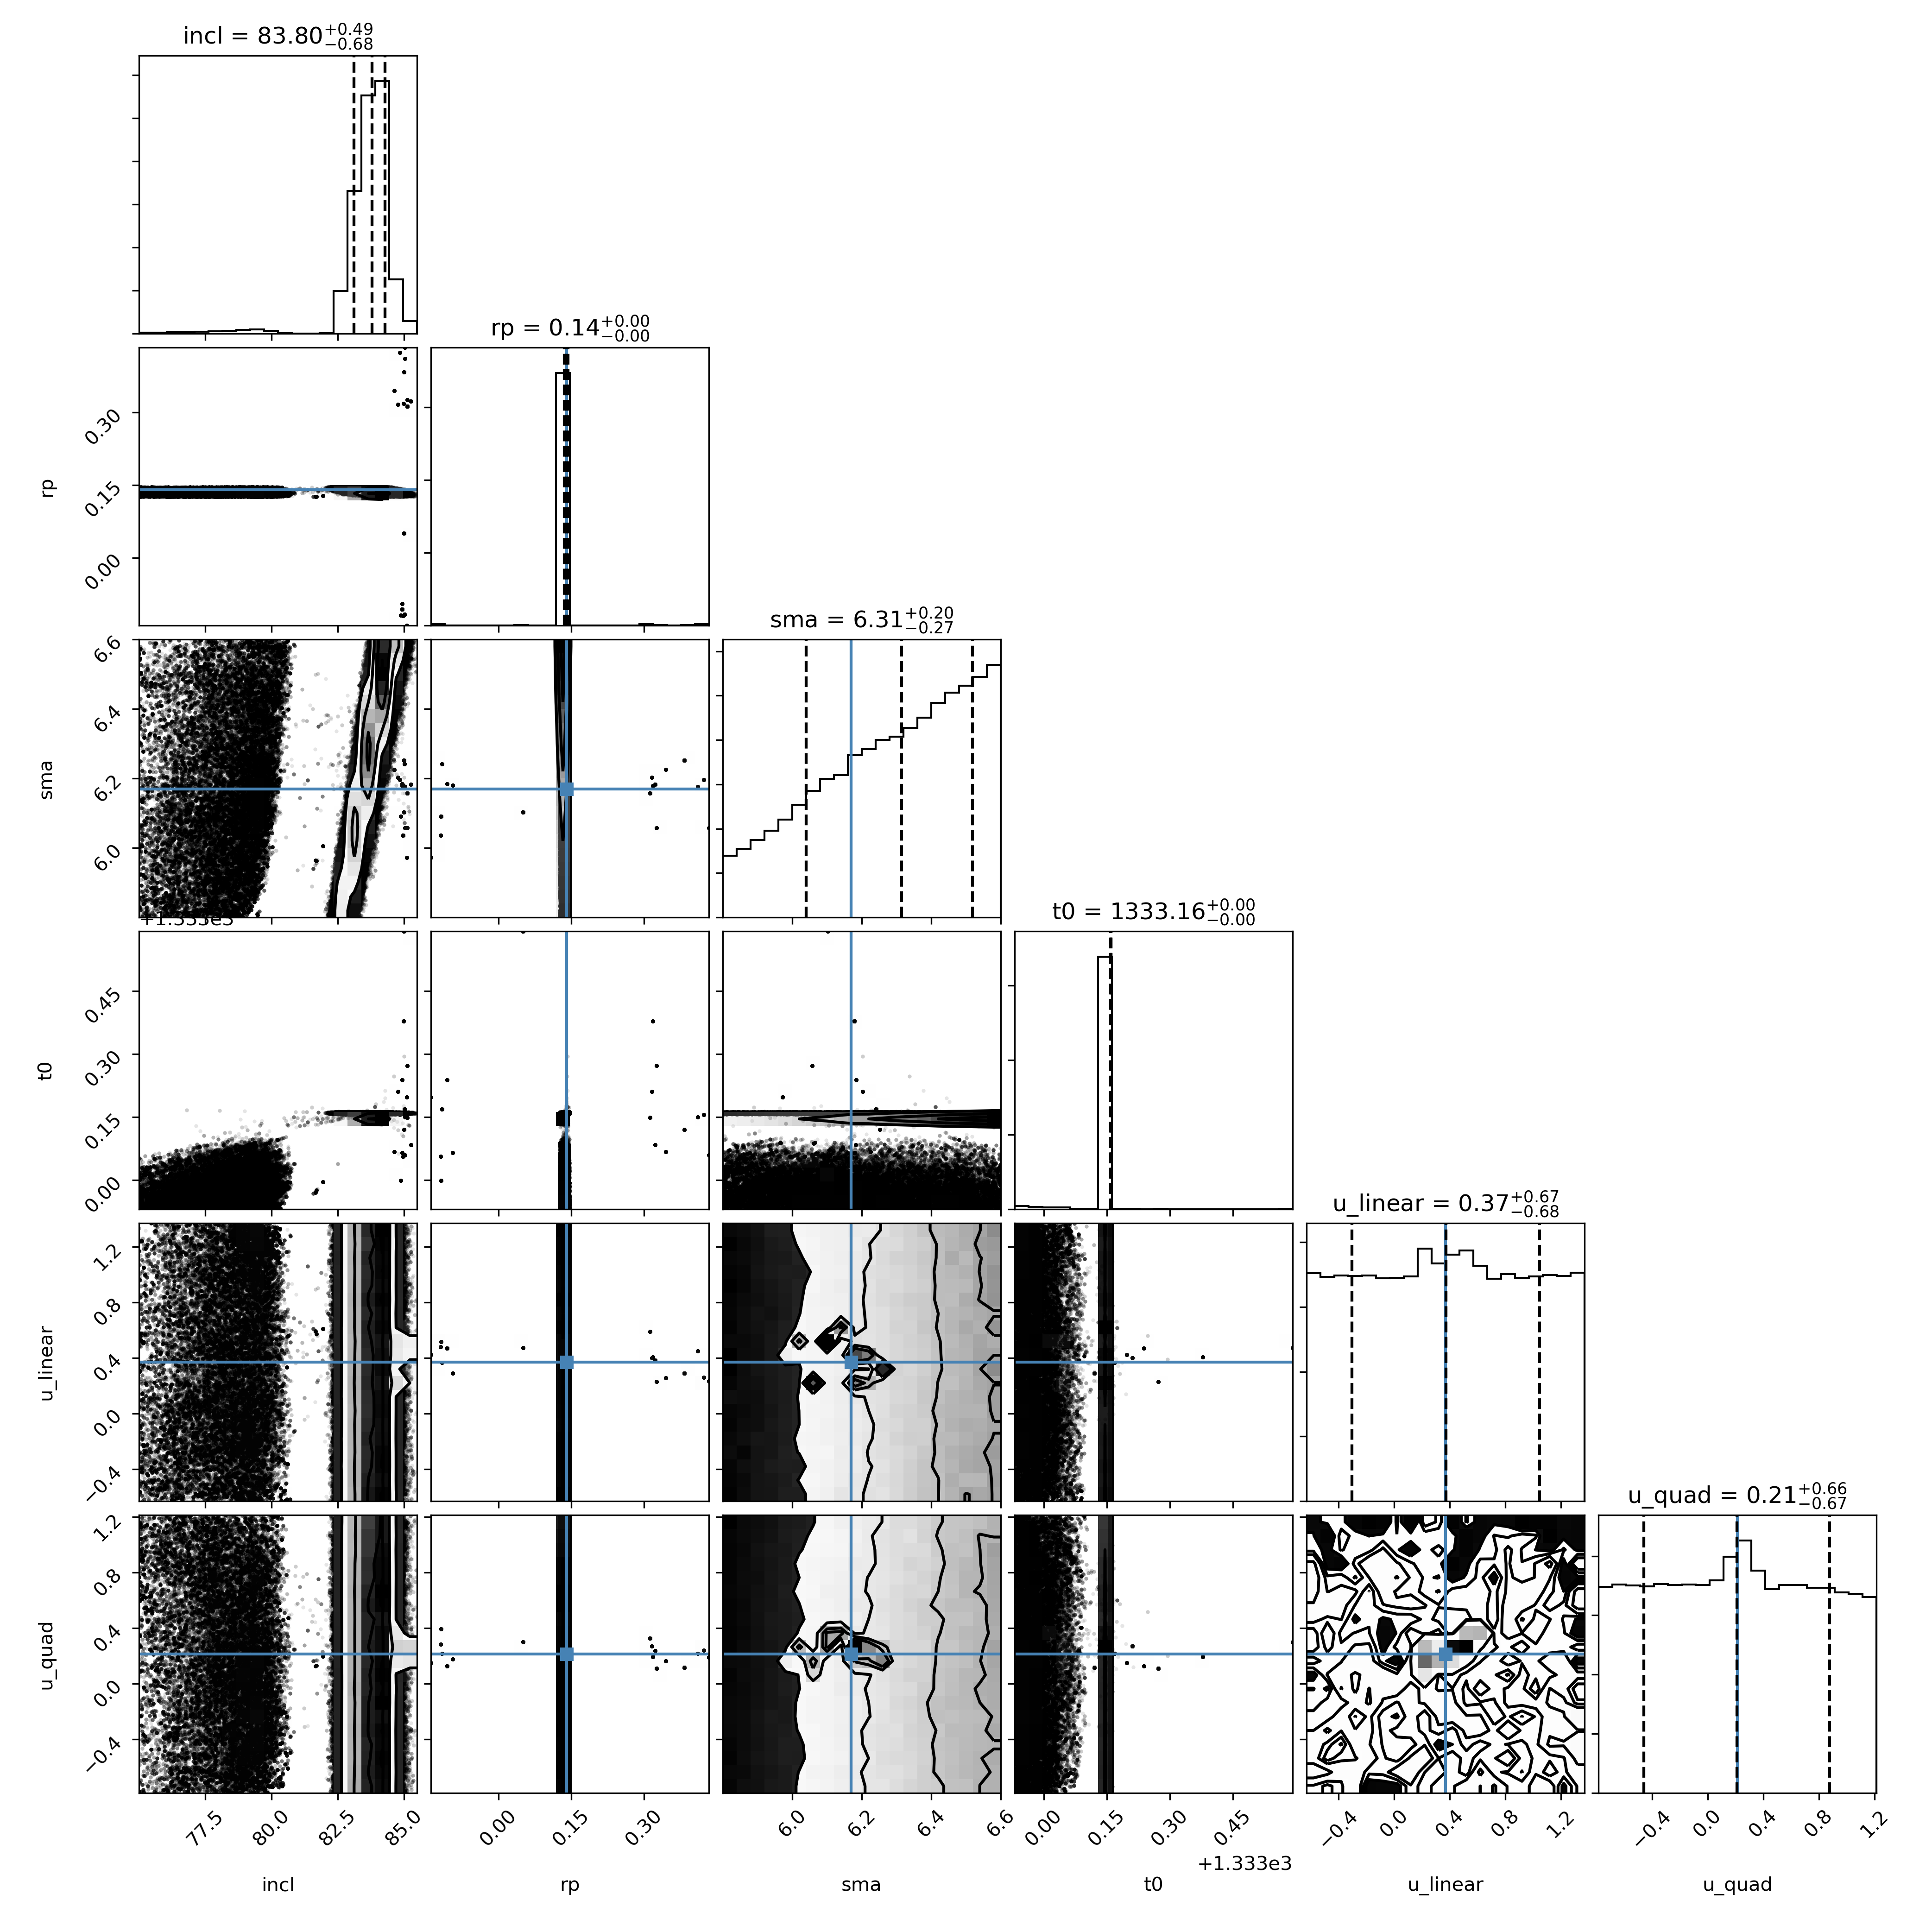 incl = 83.80+0.49−0.68
rp = 0.14+0.00−0.00
0.30
0.15
0.00
rp
sma = 6.31+0.20−0.27
6.6
6.4
6.2
6.0
sma
+1.333e3
t0 = 1333.16+0.00−0.00
0.45
0.30
0.15
0.00
t0
u_linear = 0.37+0.67−0.68
1.2
0.8
0.4
0.0
−0.4
u_linear
u_quad = 0.21+0.66−0.67
1.2
0.8
0.4
0.0
−0.4
u_quad
77.5 80.0 82.5 85.0
0.00 0.15 0.30
6.0 6.2 6.4 6.6
0.00 0.15 0.30 0.45
−0.4 0.0 0.4 0.8 1.2
−0.4 0.0 0.4 0.8 1.2
+1.333e3
incl rp sma t0 u_linear u_quad